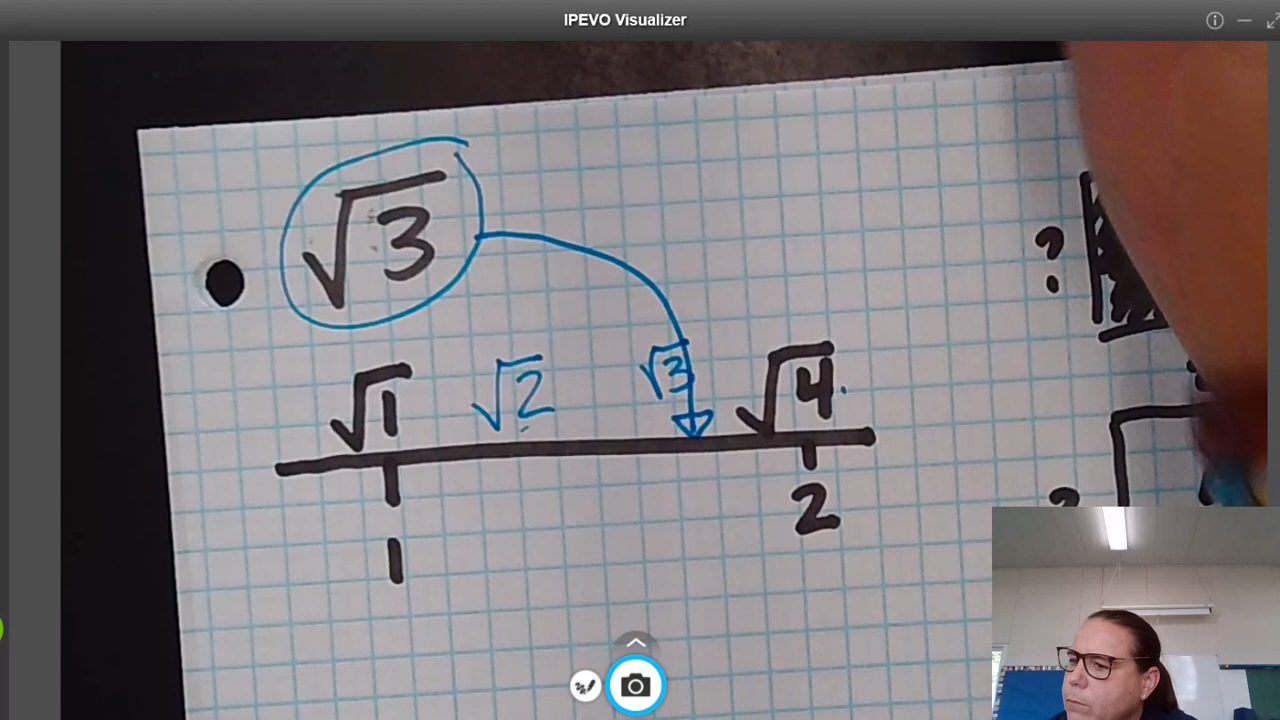 IPEVO Visualizer
√3
?
√1 √2 √3 √4
1 2
?